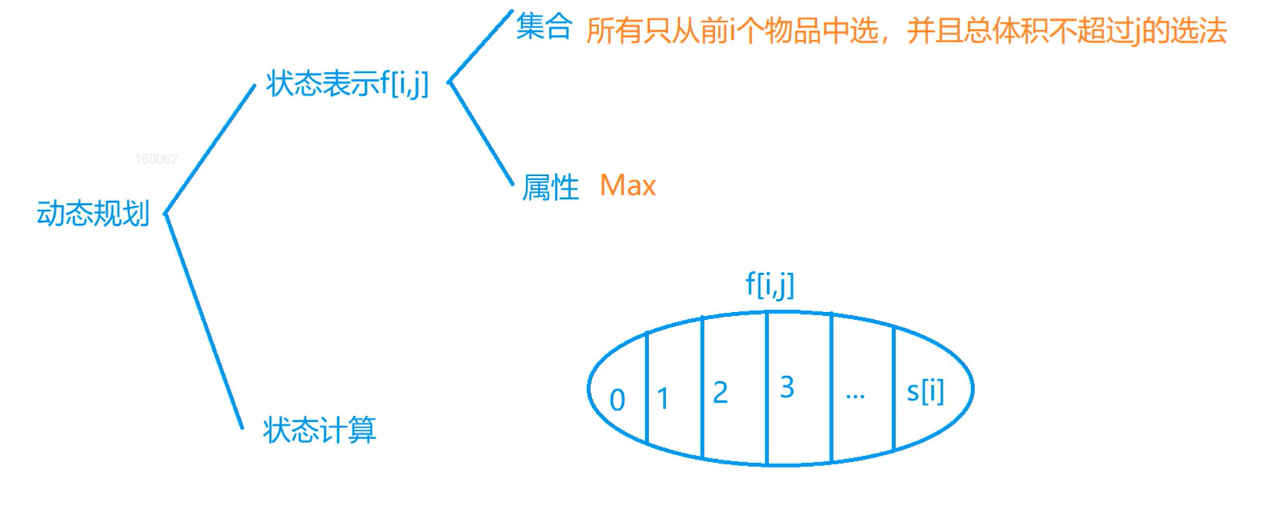 集合 所有只从前i个物品中选，并且总体积不超过j的选法
状态表示f[i,j]
168062
属性 Max
动态规划
f[i,j]
0 1 2 3 ... s[i]
状态计算